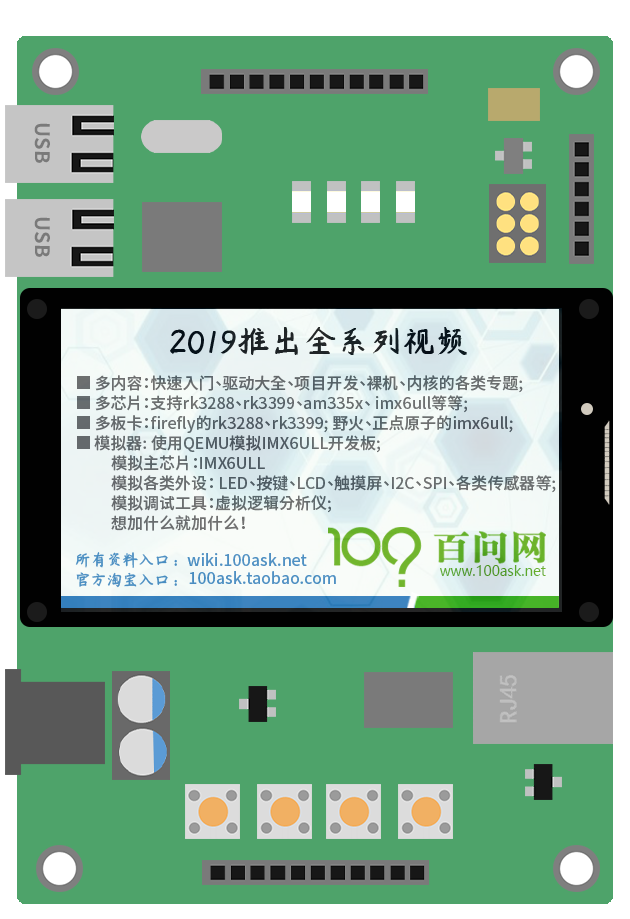 USB
USB
2019推出全系列视频
多内容：快速入门、驱动大全、项目开发、裸机、内核的各类专题；
多芯片：支持rk3288、rk3399、am335x、imx6ull等等；
多板卡：firefly的rk3288、rk3399; 野火、正点原子的imx6ull；
模拟器: 使用QEMU模拟IMX6ULL开发板；
模拟主芯片：IMX6ULL
模拟各类外设：LED、按键、LCD、触摸屏、I2C、SPI、各类传感器等；
模拟调试工具：虚拟逻辑分析仪；
想加什么就加什么！
100? 百问网
www.100ask.net
所有资料入口：wiki.100ask.net
官方淘宝入口：100ask.taobao.com
RJ45